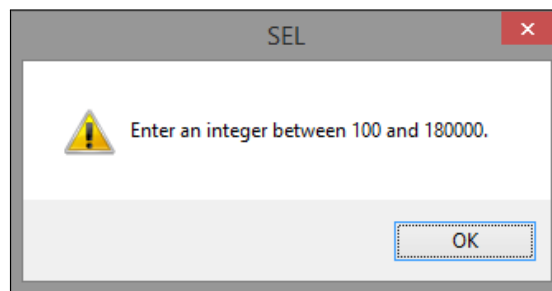 SEL
Enter an integer between 100 and 180000.
OK